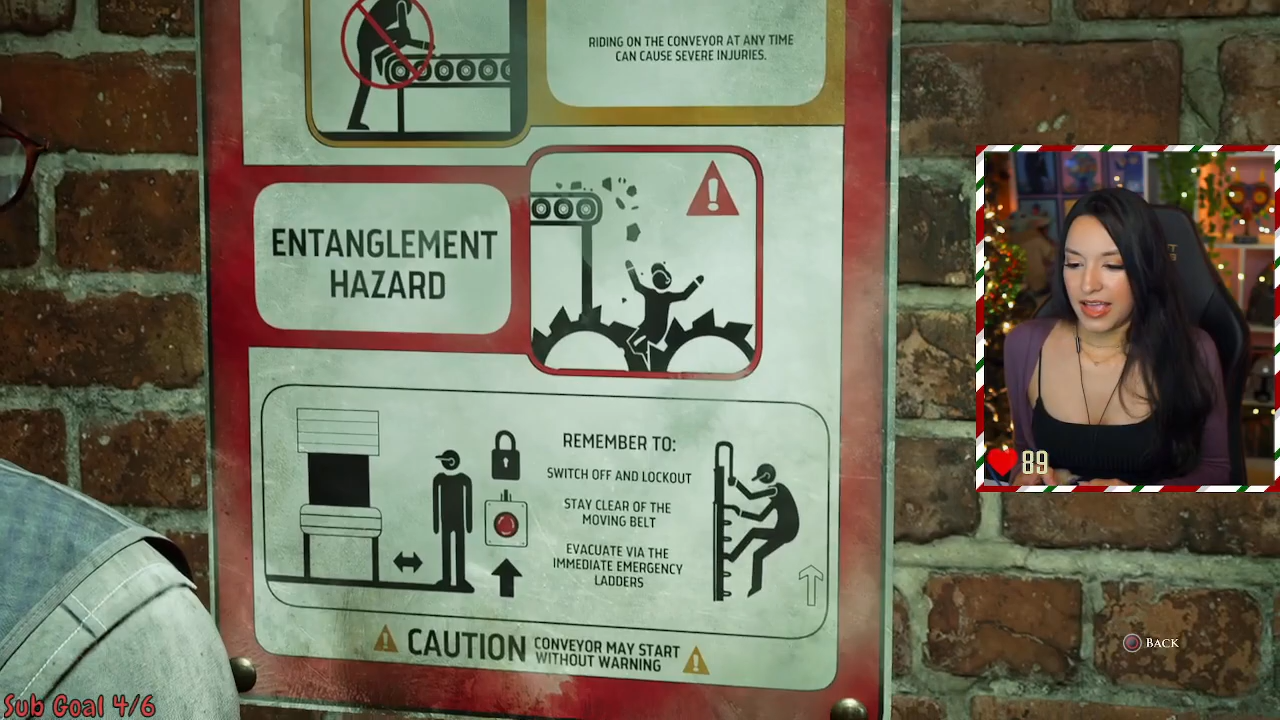 RIDING ON THE CONVEYOR AT ANY TIME
CAN CAUSE SEVERE INJURIES.
ENTANGLEMENT
HAZARD
REMEMBER TO:
SWITCH OFF AND LOCKOUT
STAY CLEAR OF THE
MOVING BELT
EVACUATE VIA THE
IMMEDIATE EMERGENCY
LADDERS
CAUTION
CONVEYOR MAY START
WITHOUT WARNING
89
BACK
Sub Goal 4/6